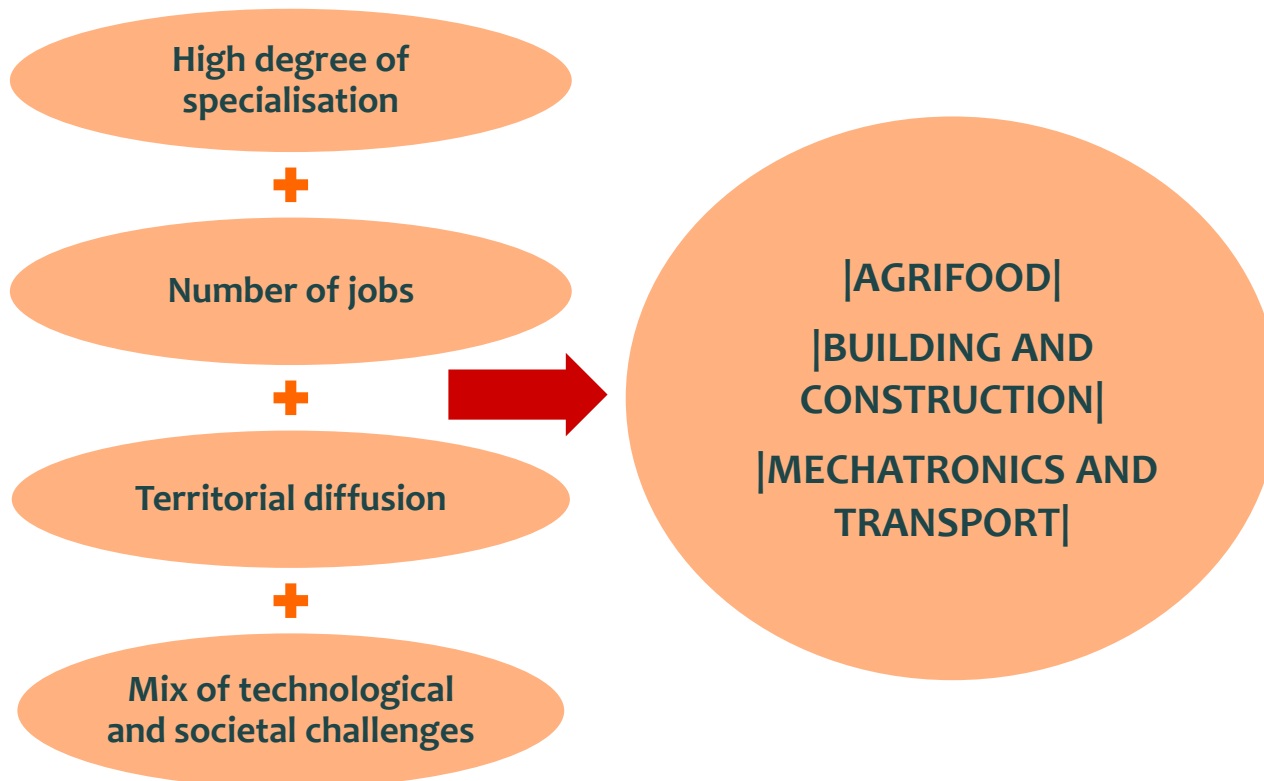 High degree of
specialisation
Number of jobs
Territorial diffusion
Mix of technological
and societal challenges
|AGRIFOOD|
|BUILDING AND
CONSTRUCTION|
|MECHATRONICS AND
TRANSPORT|